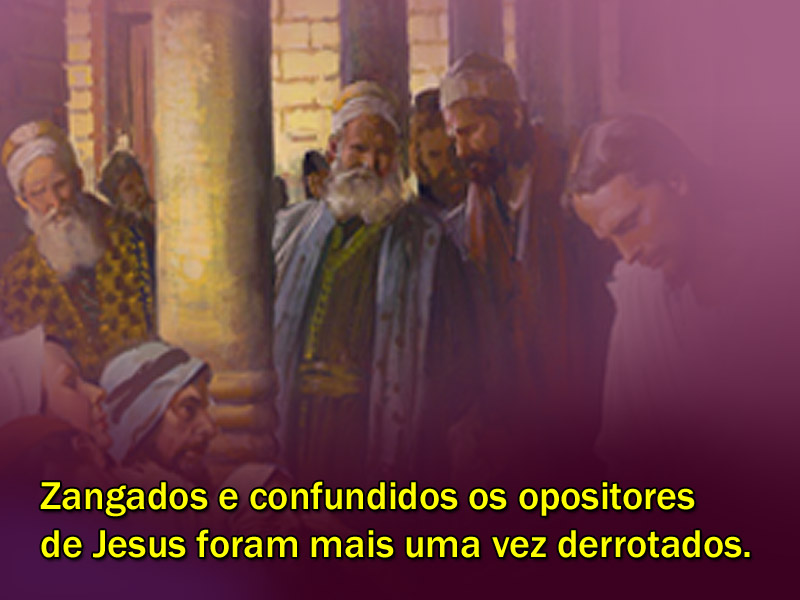 Zangados e confundidos os opositores
de Jesus foram mais uma vez derrotados.